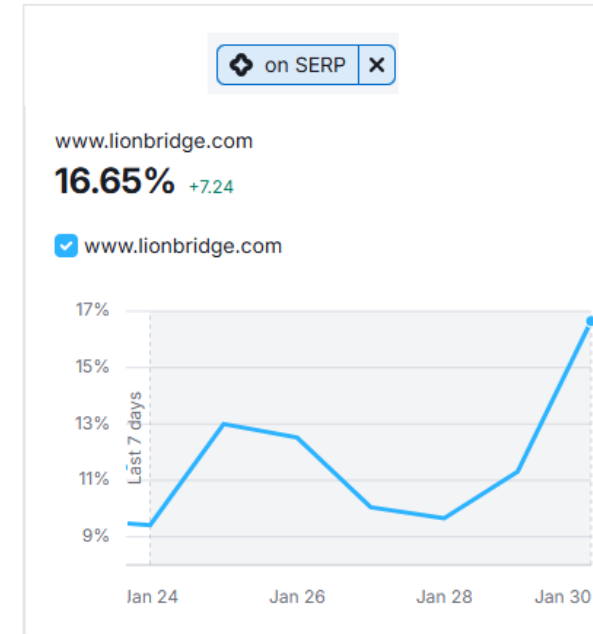 on SERP
www.lionbridge.com
16.65% +7.24
www.lionbridge.com
17%
15%
13%
11%
9%
Last 7 days
Jan 24 Jan 26 Jan 28 Jan 30